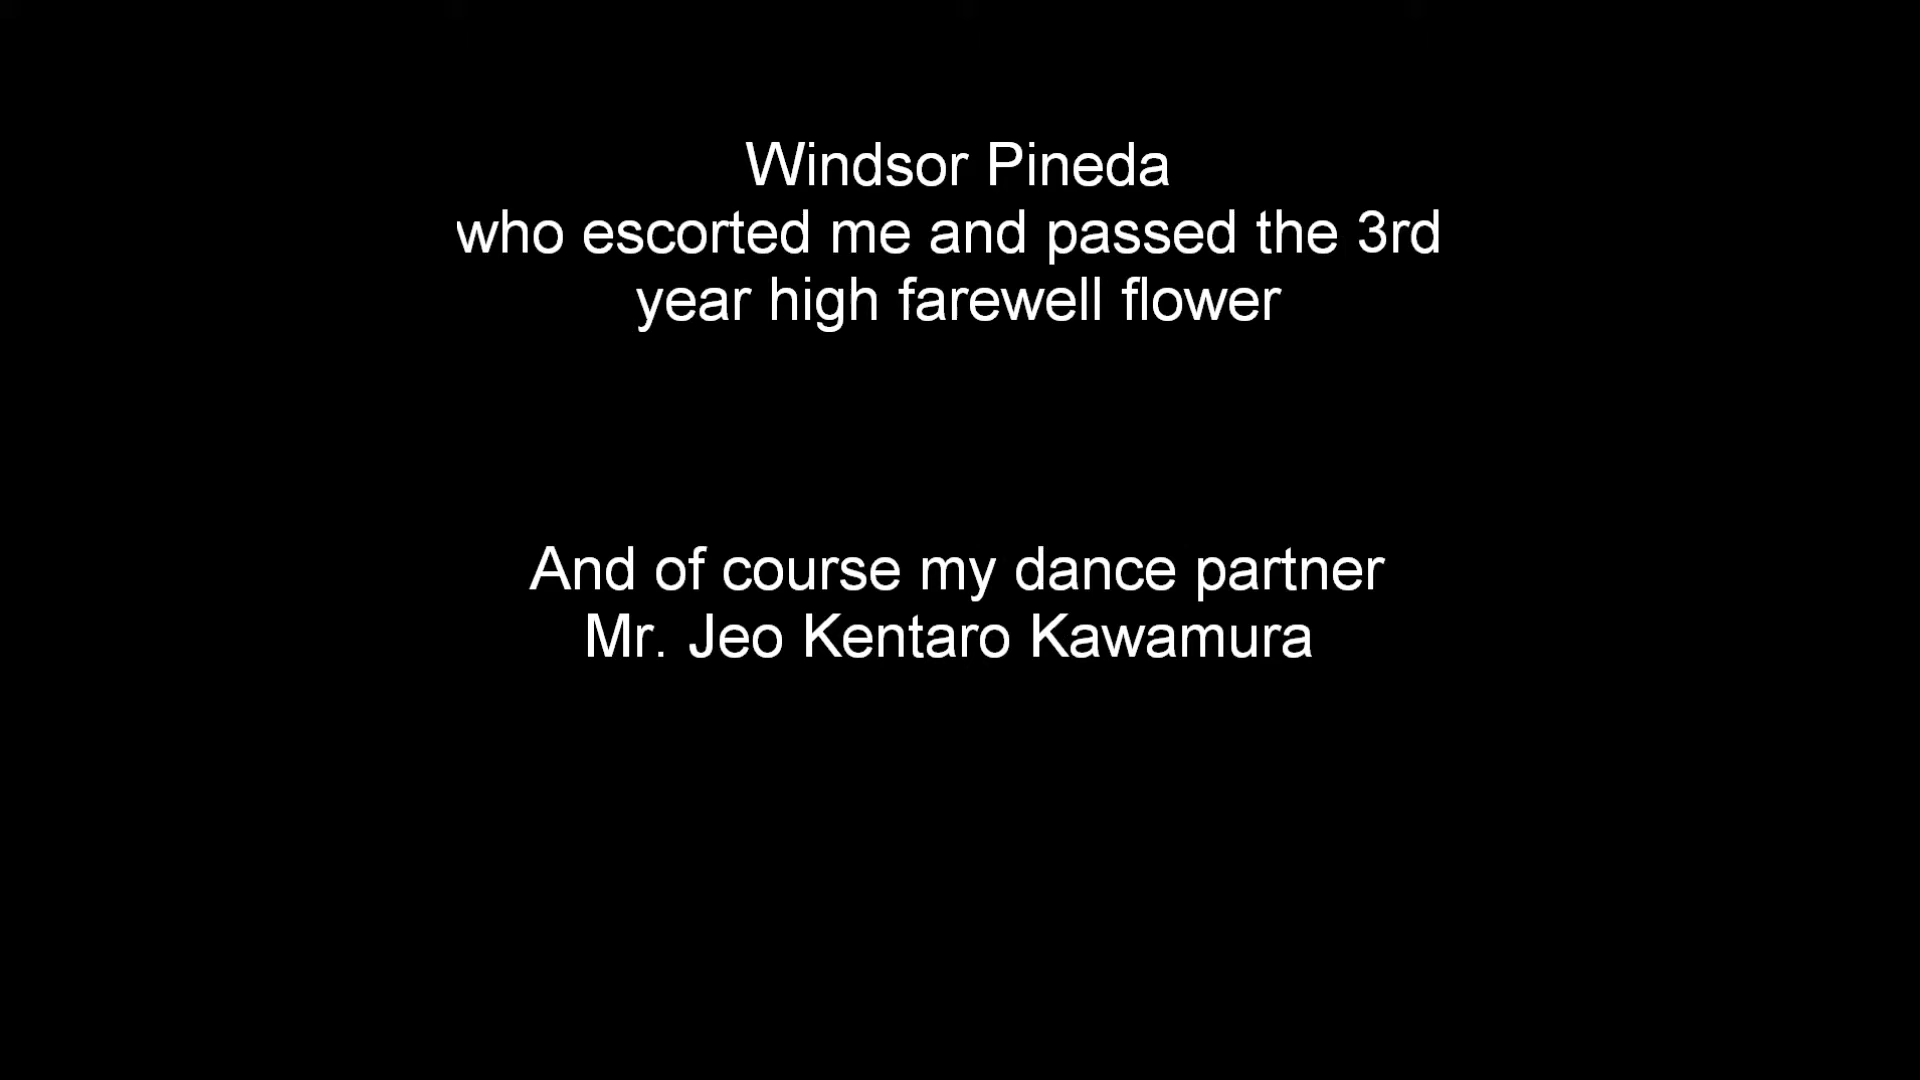 Windsor Pineda
who escorted me and passed the 3rd
year high farewell flower
And of course my dance partner
Mr. Jeo Kentaro Kawamura